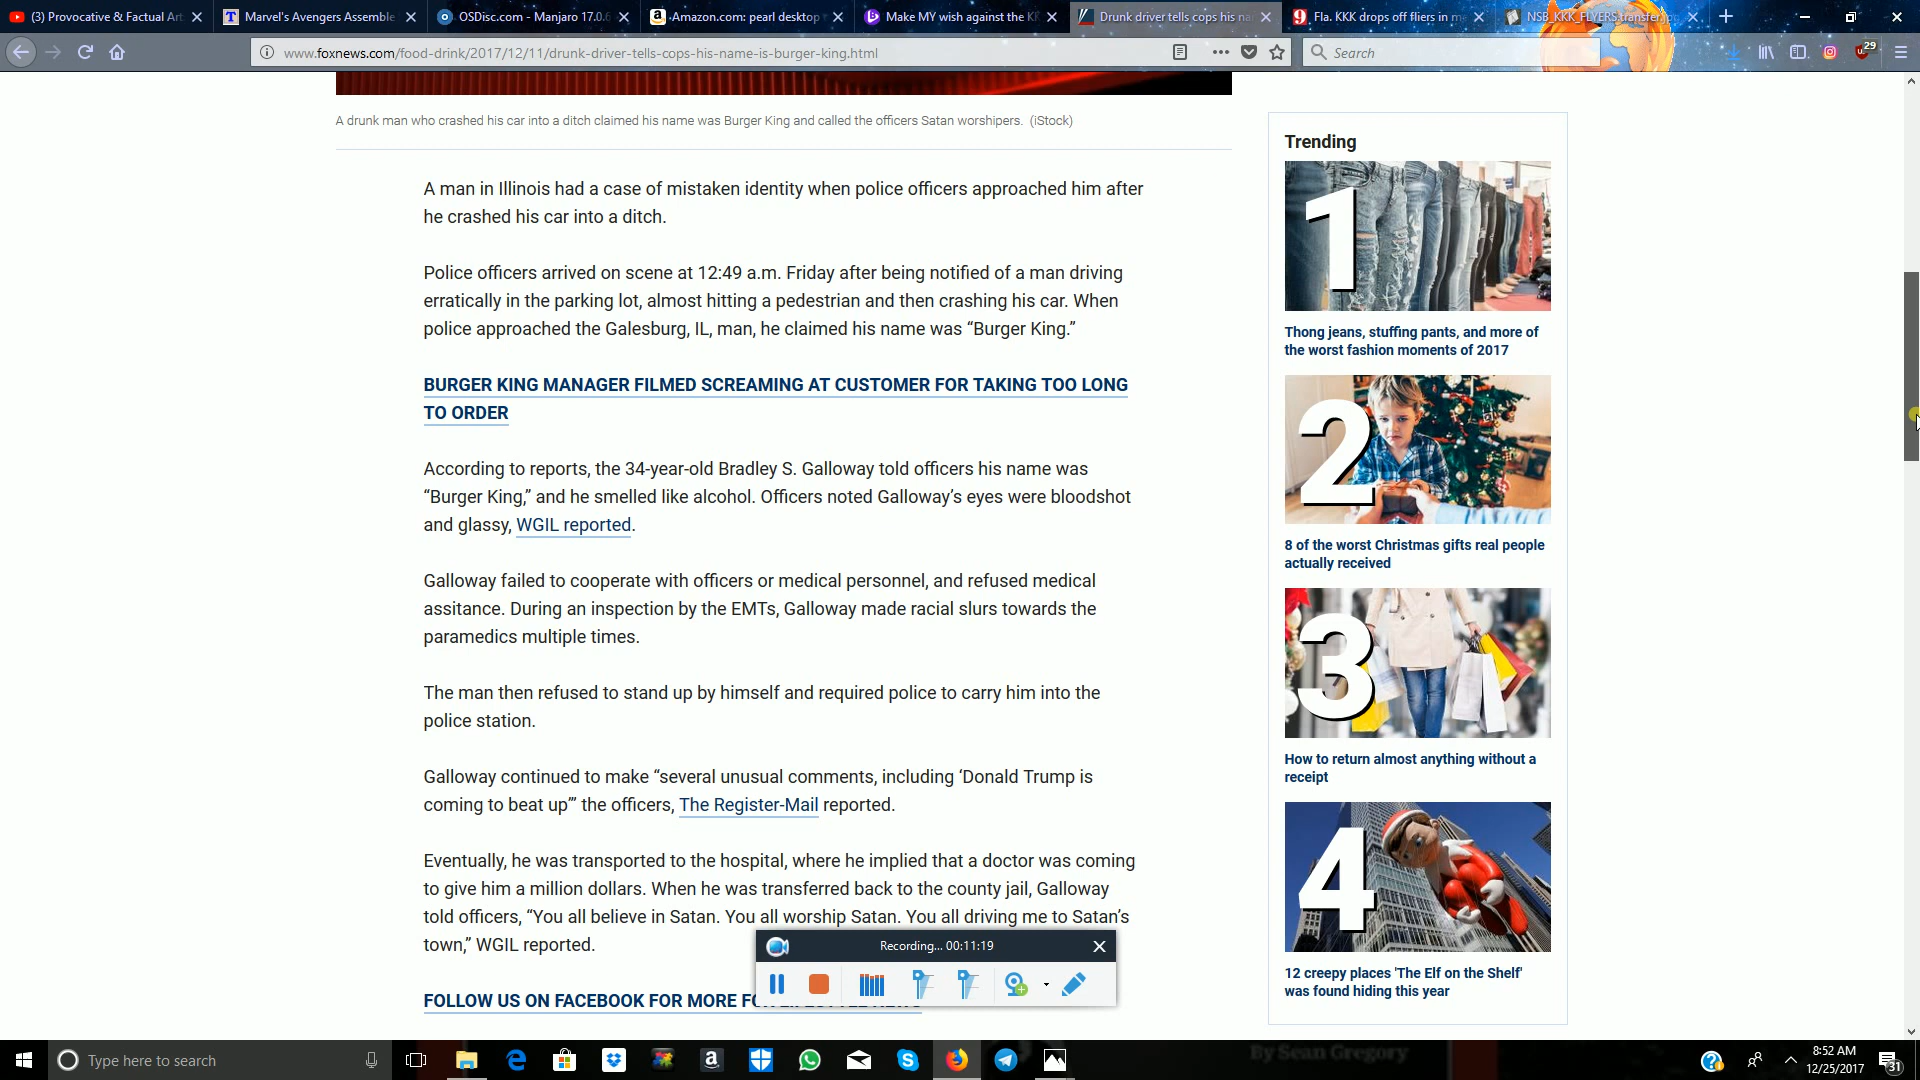 (3) Provocative & Factual Art
Marvel's Avengers Assemble
OSDisc.com - Manjaro 17.0.6
Amazon.com: pearl desktop
Make MY wish against the KK
Drunk driver tells cops his na
Fla. KKK drops off fliers in m
NSB_KKK_FLYERS.transfer.jpg
www.foxnews.com/food-drink/2017/12/11/drunk-driver-tells-cops-his-name-is-burger-king.html
Search
29
A drunk man who crashed his car into a ditch claimed his name was Burger King and called the officers Satan worshipers. (iStock)
A man in Illinois had a case of mistaken identity when police officers approached him after
he crashed his car into a ditch.
Police officers arrived on scene at 12:49 a.m. Friday after being notified of a man driving
erratically in the parking lot, almost hitting a pedestrian and then crashing his car. When
police approached the Galesburg, IL, man, he claimed his name was “Burger King.”
BURGER KING MANAGER FILMED SCREAMING AT CUSTOMER FOR TAKING TOO LONG
TO ORDER
According to reports, the 34-year-old Bradley S. Galloway told officers his name was
“Burger King,” and he smelled like alcohol. Officers noted Galloway’s eyes were bloodshot
and glassy, WGIL reported.
Galloway failed to cooperate with officers or medical personnel, and refused medical
assitance. During an inspection by the EMTs, Galloway made racial slurs towards the
paramedics multiple times.
The man then refused to stand up by himself and required police to carry him into the
police station.
Galloway continued to make “several unusual comments, including ‘Donald Trump is
coming to beat up’” the officers, The Register-Mail reported.
Eventually, he was transported to the hospital, where he implied that a doctor was coming
to give him a million dollars. When he was transferred back to the county jail, Galloway
told officers, “You all believe in Satan. You all worship Satan. You all driving me to Satan’s
town,” WGIL reported.
FOLLOW US ON FACEBOOK FOR MORE
Trending
1
Thong jeans, stuffing pants, and more of
the worst fashion moments of 2017
2
8 of the worst Christmas gifts real people
actually received
3
How to return almost anything without a
receipt
4
12 creepy places 'The Elf on the Shelf'
was found hiding this year
Recording... 00:11:19
Type here to search
By Sean Gregory
8:52 AM
12/25/2017
31